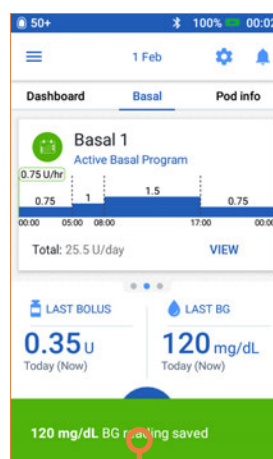 50+ 100% 00:02
1 Feb
Dashboard Basal Pod info
Basal 1
Active Basal Program
0.75 U/hr
0.75 1 1.5 0.75
00:00 05:00 08:00 17:00 00:00
Total: 25.5 U/day VIEW
LAST BOLUS LAST BG
0.35 U 120 mg/dL
Today (Now) Today (Now)
120 mg/dL BG reading saved